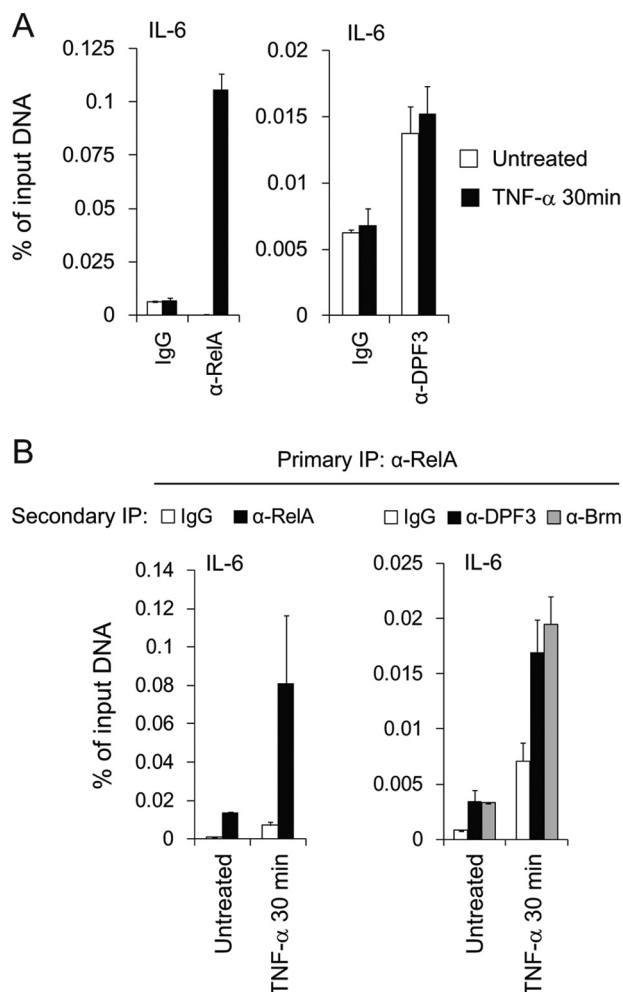 A
IL-6
IL-6
% of input DNA
0.125
0.1
0.075
0.05
0.025
0
IgG
α-RelA
0.02
0.015
0.01
0.005
0
IgG
α-DPF3
Untreated
TNF-α 30min
B
Primary IP: α-RelA
Secondary IP: IgG α-RelA IgG α-DPF3 α-Brm
IL-6
IL-6
% of input DNA
0.14
0.12
0.1
0.08
0.06
0.04
0.02
0
Untreated
TNF-α 30 min
0.025
0.02
0.015
0.01
0.005
0
Untreated
TNF-α 30 min